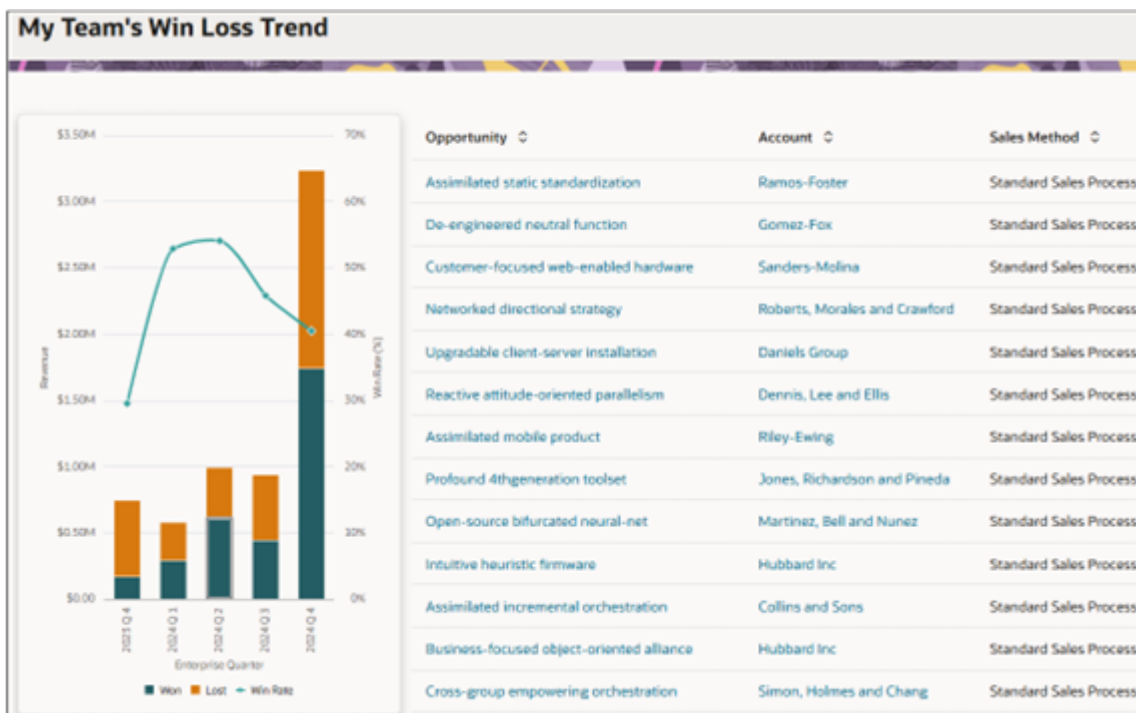 My Team's Win Loss Trend
$3.50M
$3.00M
$2.50M
$2.00M
$1.50M
$1.00M
$0.50M
$0.00
Revenue
70%
60%
50%
40%
30%
20%
10%
0%
Win Rate (%)
2023 Q 4
2024 Q 1
2024 Q 2
2024 Q 3
2024 Q 4
Enterprise Quarter
Won Lost Win Rate
Opportunity Account Sales Method
Assimilated static standardization Ramos-Foster Standard Sales Process
De-engineered neutral function Gomez-Fox Standard Sales Process
Customer-focused web-enabled hardware Sanders-Molina Standard Sales Process
Networked directional strategy Roberts, Morales and Crawford Standard Sales Process
Upgradable client-server installation Daniels Group Standard Sales Process
Reactive attitude-oriented parallelism Dennis, Lee and Ellis Standard Sales Process
Assimilated mobile product Riley-Ewing Standard Sales Process
Profound 4thgeneration toolset Jones, Richardson and Pineda Standard Sales Process
Open-source bifurcated neural-net Martinez, Bell and Nunez Standard Sales Process
Intuitive heuristic firmware Hubbard Inc Standard Sales Process
Assimilated incremental orchestration Collins and Sons Standard Sales Process
Business-focused object-oriented alliance Hubbard Inc Standard Sales Process
Cross-group empowering orchestration Simon, Holmes and Chang Standard Sales Process